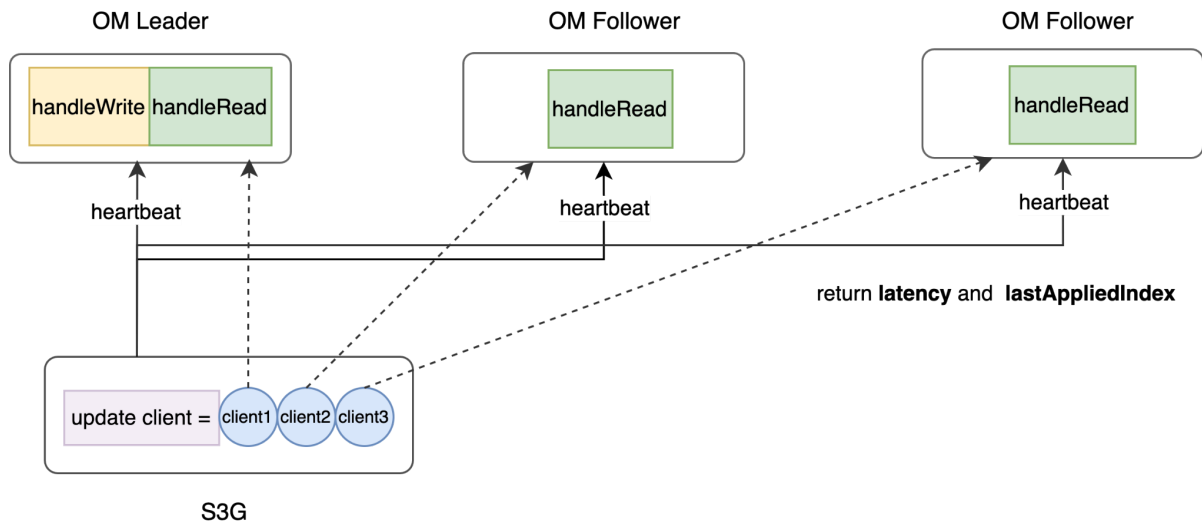 OM Leader
OM Follower
OM Follower
handleWrite
handleRead
handleRead
handleRead
heartbeat
heartbeat
heartbeat
return latency and lastAppliedIndex
update client =
client1
client2
client3
S3G